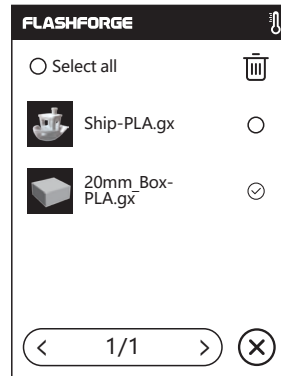 FLASHFORGE
Select all
Ship-PLA.gx
20mm_Box-
PLA.gx
1/1